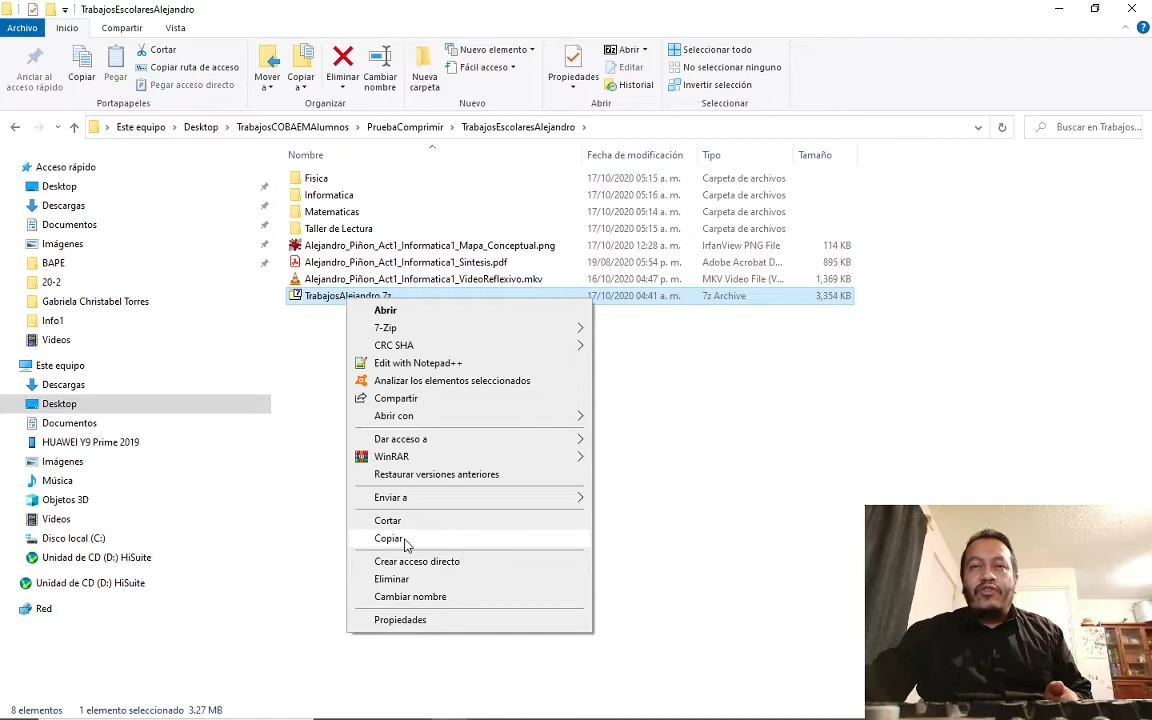 TrabajosEscolaresAlejandro
Archivo Inicio Compartir Vista
Anclar al acceso rápido
Copiar
Pegar
Cortar
Copiar ruta de acceso
Pegar acceso directo
Portapapeles
Mover a
Copiar a
Eliminar
Cambiar nombre
Organizar
Nueva carpeta
Nuevo elemento
Fácil acceso
Nuevo
Propiedades
Abrir
Editar
Historial
Abrir
Seleccionar todo
No seleccionar ninguno
Invertir selección
Seleccionar
Este equipo > Desktop > TrabajosCOBAEMAlumnos > PruebaComprimir > TrabajosEscolaresAlejandro >
Buscar en Trabajos...
Acceso rápido
Desktop
Descargas
Documentos
Imágenes
BAPE
20-2
Gabriela Christabel Torres
Info1
Videos
Este equipo
Descargas
Desktop
Documentos
HUAWEI Y9 Prime 2019
Imágenes
Música
Objetos 3D
Videos
Disco local (C:)
Unidad de CD (D:) HiSuite
Unidad de CD (D:) HiSuite
Red
Nombre Fecha de modificación Tipo Tamaño
Fisica 17/10/2020 05:15 a. m. Carpeta de archivos
Informatica 17/10/2020 05:16 a. m. Carpeta de archivos
Matematicas 17/10/2020 05:14 a. m. Carpeta de archivos
Taller de Lectura 17/10/2020 05:15 a. m. Carpeta de archivos
Alejandro_Piñon_Act1_Informatica1_Mapa_Conceptual.png 17/10/2020 12:28 a. m. IrfanView PNG File 114 KB
Alejandro_Piñon_Act1_Informatica1_Sintesis.pdf 19/08/2020 05:54 p. m. Adobe Acrobat D... 895 KB
Alejandro_Piñon_Act1_Informatica1_VideoReflexivo.mkv 16/10/2020 04:47 p. m. MKV Video File (V... 1,369 KB
TrabajosAlejandro.7z 17/10/2020 04:41 a. m. 7z Archive 3,354 KB
Abrir
7-Zip
CRC SHA
Edit with Notepad++
Analizar los elementos seleccionados
Compartir
Abrir con
Dar acceso a
WinRAR
Restaurar versiones anteriores
Enviar a
Cortar
Copiar
Crear acceso directo
Eliminar
Cambiar nombre
Propiedades
8 elementos 1 elemento seleccionado 3.27 MB